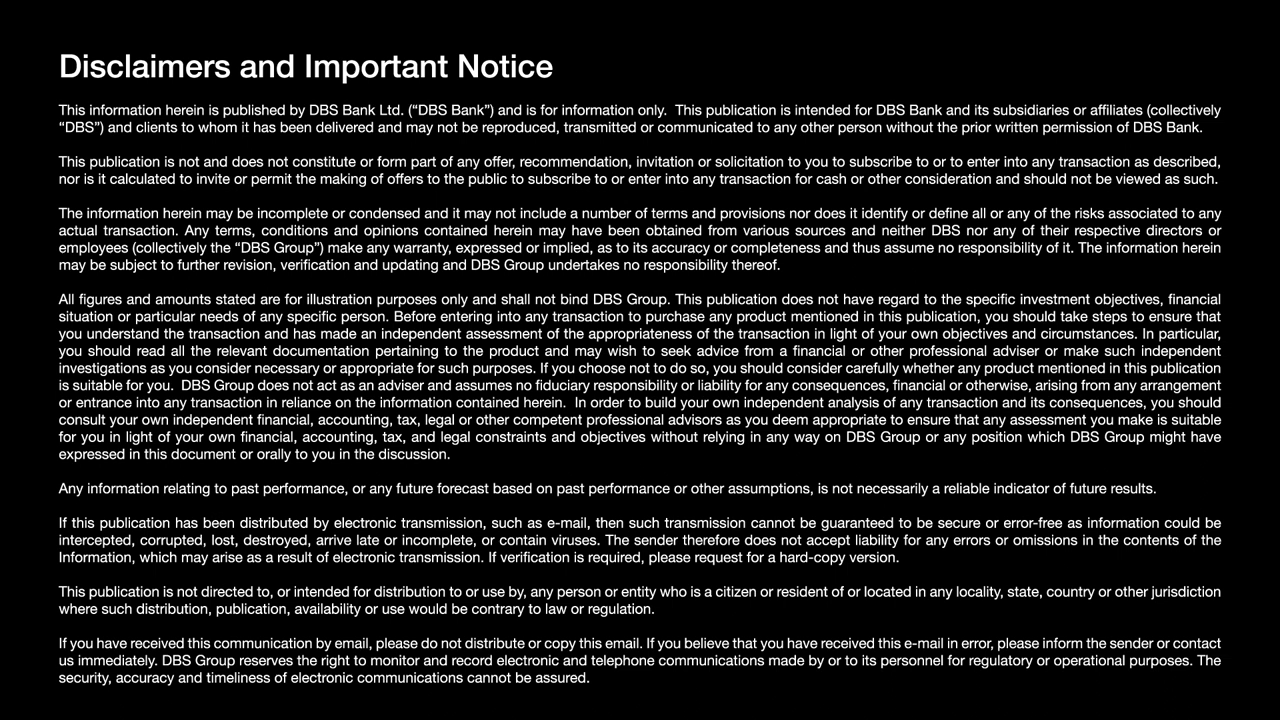 Disclaimers and Important Notice
This information herein is published by DBS Bank Ltd. (“DBS Bank”) and is for information only.  This publication is intended for DBS Bank and its subsidiaries or affiliates (collectively
“DBS”) and clients to whom it has been delivered and may not be reproduced, transmitted or communicated to any other person without the prior written permission of DBS Bank.
This publication is not and does not constitute or form part of any offer, recommendation, invitation or solicitation to you to subscribe to or to enter into any transaction as described,
nor is it calculated to invite or permit the making of offers to the public to subscribe to or enter into any transaction for cash or other consideration and should not be viewed as such.
The information herein may be incomplete or condensed and it may not include a number of terms and provisions nor does it identify or define all or any of the risks associated to any
actual transaction. Any terms, conditions and opinions contained herein may have been obtained from various sources and neither DBS nor any of their respective directors or
employees (collectively the “DBS Group”) make any warranty, expressed or implied, as to its accuracy or completeness and thus assume no responsibility of it. The information herein
may be subject to further revision, verification and updating and DBS Group undertakes no responsibility thereof.
All figures and amounts stated are for illustration purposes only and shall not bind DBS Group. This publication does not have regard to the specific investment objectives, financial
situation or particular needs of any specific person. Before entering into any transaction to purchase any product mentioned in this publication, you should take steps to ensure that
you understand the transaction and has made an independent assessment of the appropriateness of the transaction in light of your own objectives and circumstances. In particular,
you should read all the relevant documentation pertaining to the product and may wish to seek advice from a financial or other professional adviser or make such independent
investigations as you consider necessary or appropriate for such purposes. If you choose not to do so, you should consider carefully whether any product mentioned in this publication
is suitable for you.  DBS Group does not act as an adviser and assumes no fiduciary responsibility or liability for any consequences, financial or otherwise, arising from any arrangement
or entrance into any transaction in reliance on the information contained herein.  In order to build your own independent analysis of any transaction and its consequences, you should
consult your own independent financial, accounting, tax, legal or other competent professional advisors as you deem appropriate to ensure that any assessment you make is suitable
for you in light of your own financial, accounting, tax, and legal constraints and objectives without relying in any way on DBS Group or any position which DBS Group might have
expressed in this document or orally to you in the discussion.
Any information relating to past performance, or any future forecast based on past performance or other assumptions, is not necessarily a reliable indicator of future results.
If this publication has been distributed by electronic transmission, such as e-mail, then such transmission cannot be guaranteed to be secure or error-free as information could be
intercepted, corrupted, lost, destroyed, arrive late or incomplete, or contain viruses. The sender therefore does not accept liability for any errors or omissions in the contents of the
Information, which may arise as a result of electronic transmission. If verification is required, please request for a hard-copy version.
This publication is not directed to, or intended for distribution to or use by, any person or entity who is a citizen or resident of or located in any locality, state, country or other jurisdiction
where such distribution, publication, availability or use would be contrary to law or regulation.
If you have received this communication by email, please do not distribute or copy this email. If you believe that you have received this e-mail in error, please inform the sender or contact
us immediately. DBS Group reserves the right to monitor and record electronic and telephone communications made by or to its personnel for regulatory or operational purposes. The
security, accuracy and timeliness of electronic communications cannot be assured.